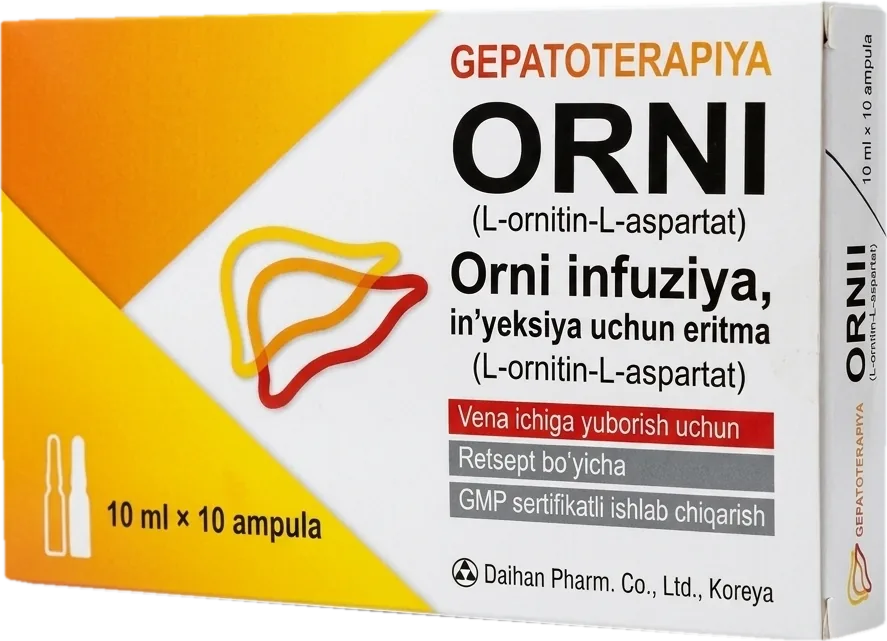 GEPATOTERAPIYA
ORNI
(L-ornitin-L-aspartat)
Orni infuziya,
in'yeksiya uchun eritma
(L-ornitin-L-aspartat)
Vena ichiga yuborish uchun
Retsept bo'yicha
GMP sertifikatli ishlab chiqarish
Daihan Pharm. Co., Ltd., Koreya
10 ml × 10 ampula
10 ml × 10 ampula
ORNII
(L-ornitin-L-aspartat)
GEPATOTERAPIYA